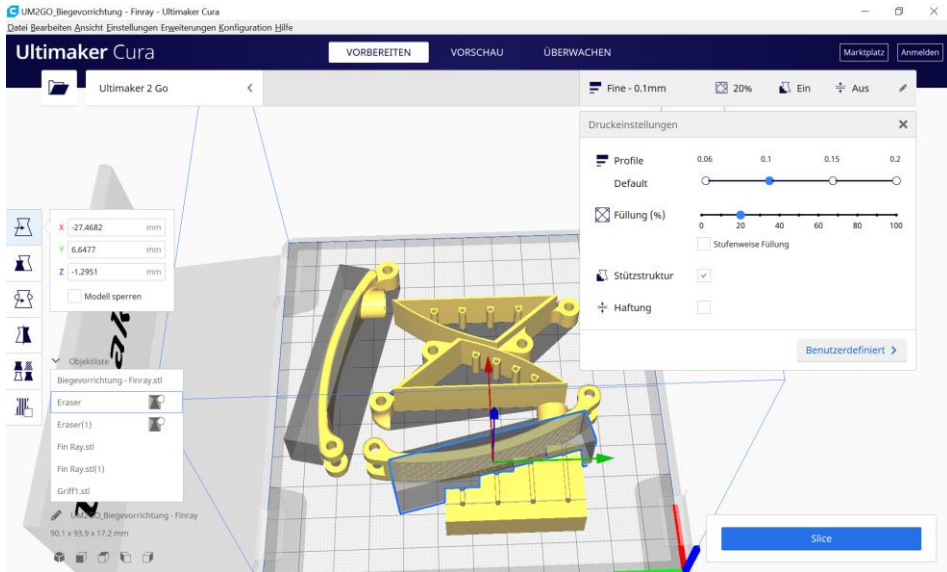 UM2GO_Biegevorrichtung - Finray - Ultimaker Cura
Datei Bearbeiten Ansicht Einstellungen Erweiterungen Konfiguration Hilfe
Ultimaker Cura
VORBEREITEN
VORSCHAU
ÜBERWACHEN
Marktplatz
Anmelden
Ultimaker 2 Go
Fine - 0.1mm
20%
Ein
Aus
Druckeinstellungen
Profile
0.06 0.1 0.15 0.2
Default
Füllung (%)
0 20 40 60 80 100
Stufenweise Füllung
Stützstruktur
Haftung
Benutzerdefiniert
X -27.4682 mm
Y 6.6477 mm
Z -1.2951 mm
Modell sperren
Objektliste
Biegevorrichtung - Finray.stl
Eraser
Eraser(1)
Fin Ray.stl
Fin Ray.stl(1)
Griff1.stl
UM2GO_Biegevorrichtung - Finray
90.1 x 93.9 x 17.2 mm
Slice